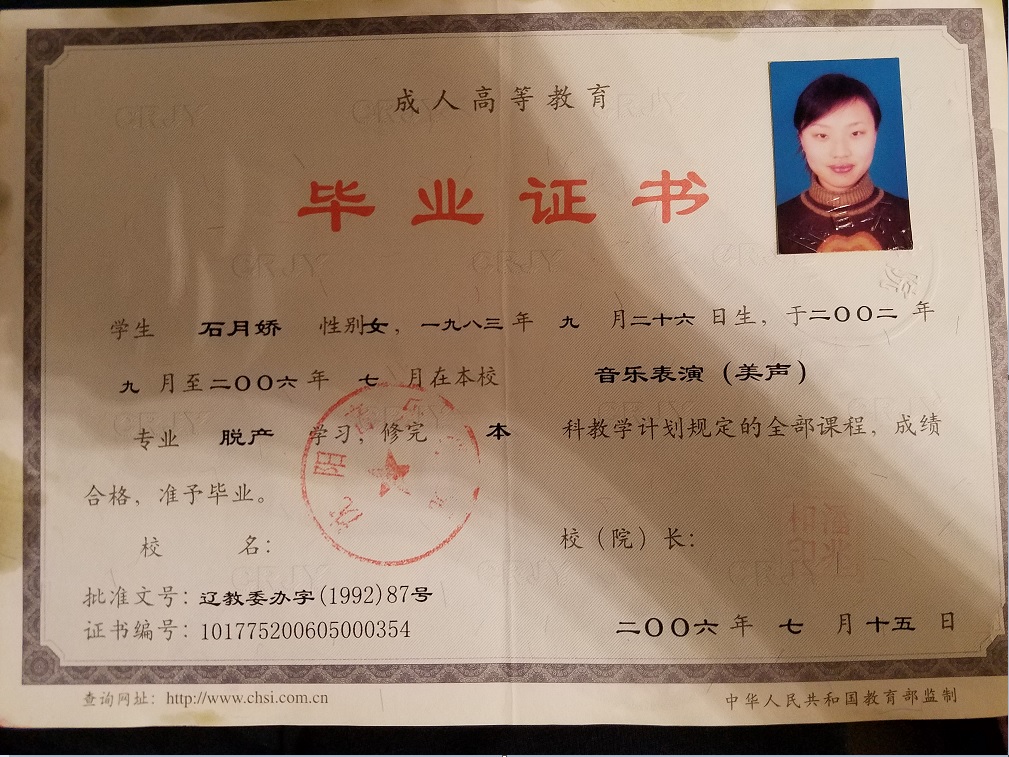 成人高等教育
毕业证书
学生 石月娇 性别女，一九八三年 九 月二十六日生，于二〇〇二年
九 月至二〇〇六年 七 月在本校 音乐表演（美声）
专业 脱产 学习，修完 本 科教学计划规定的全部课程，成绩
合格，准予毕业。
校 名：
校（院）长：
批准文号：辽教委办字(1992)87号
证书编号：101775200605000354
二〇〇六年 七 月十五 日
查询网址：http://www.chsi.com.cn
中华人民共和国教育部监制